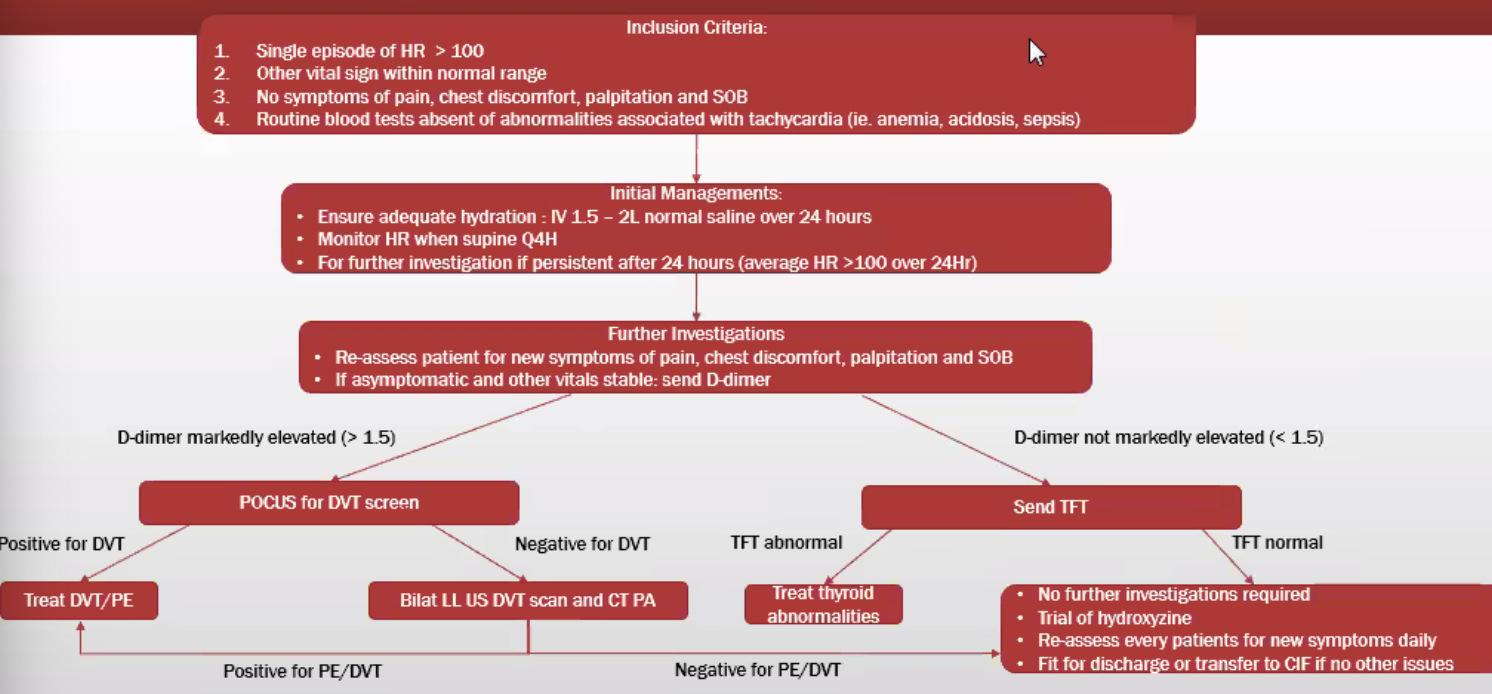 Inclusion Criteria:
1. Single episode of HR > 100
2. Other vital sign within normal range
3. No symptoms of pain, chest discomfort, palpitation and SOB
4. Routine blood tests absent of abnormalities associated with tachycardia (ie. anemia, acidosis, sepsis)
Initial Managements:
• Ensure adequate hydration : IV 1.5 – 2L normal saline over 24 hours
• Monitor HR when supine Q4H
• For further investigation if persistent after 24 hours (average HR >100 over 24Hr)
Further Investigations
• Re-assess patient for new symptoms of pain, chest discomfort, palpitation and SOB
• If asymptomatic and other vitals stable: send D-dimer
D-dimer markedly elevated (> 1.5)
D-dimer not markedly elevated (< 1.5)
POCUS for DVT screen
Send TFT
Positive for DVT
Negative for DVT
TFT abnormal
TFT normal
Treat DVT/PE
Bilat LL US DVT scan and CT PA
Treat thyroid
abnormalities
• No further investigations required
• Trial of hydroxyzine
• Re-assess every patients for new symptoms daily
• Fit for discharge or transfer to CIF if no other issues
Positive for PE/DVT
Negative for PE/DVT